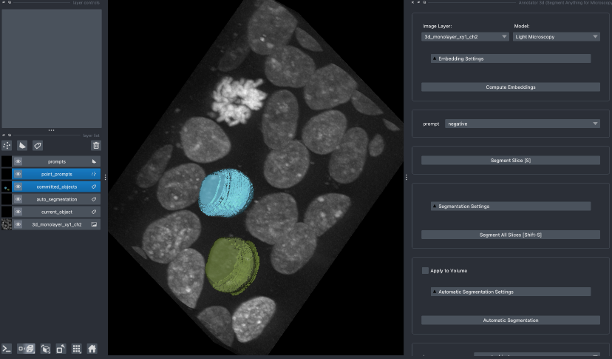 Image Layer:
Model:
3d_monolayer_xy1_ch2
Light Microscopy
Embedding Settings
Compute Embeddings
prompt
negative
Segment Slice [S]
Segmentation Settings
Segment All Slices [Shift-S]
Apply to Volume
Automatic Segmentation Settings
Automatic Segmentation
prompts
point_prompts
committed_objects
auto_segmentation
current_object
3d_monolayer_xy1_ch2